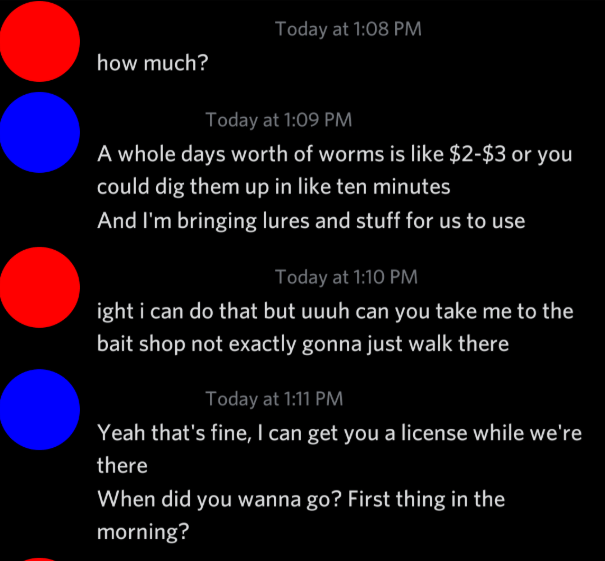 Today at 1:08 PM
how much?
Today at 1:09 PM
A whole days worth of worms is like $2-$3 or you
could dig them up in like ten minutes
And I'm bringing lures and stuff for us to use
Today at 1:10 PM
ight i can do that but uuuh can you take me to the
bait shop not exactly gonna just walk there
Today at 1:11 PM
Yeah that's fine, I can get you a license while we're
there
When did you wanna go? First thing in the
morning?